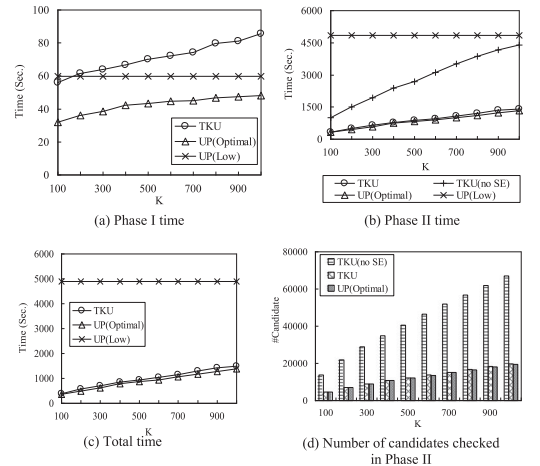 100
80
60
40
20
0
Time (Sec.)
TKU
UP(Optimal)
UP(Low)
100 300 500 700 900
K
(a) Phase I time
6000
4500
3000
1500
0
Time (Sec.)
100 300 500 700 900
K
TKU TKU(no SE)
UP(Optimal) UP(Low)
(b) Phase II time
6000
5000
4000
3000
2000
1000
0
Time (Sec.)
TKU
UP(Optimal)
UP(Low)
100 300 500 700 900
K
(c) Total time
80000
60000
40000
20000
0
#Candidate
TKU(no SE)
TKU
UP(Optimal)
100 300 500 700 900
K
(d) Number of candidates checked
in Phase II